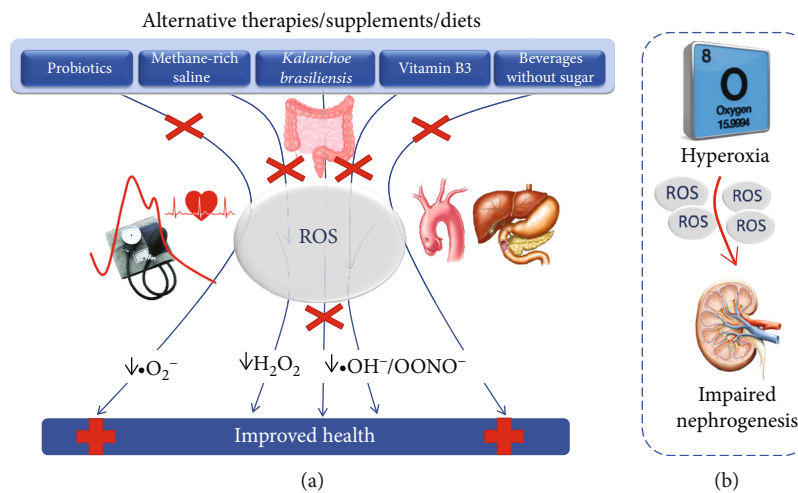 Alternative therapies/supplements/diets
Probiotics
Methane-rich
saline
Kalanchoe
brasiliensis
Vitamin B3
Beverages
without sugar
ROS
↓•O₂⁻
↓H₂O₂
↓•OH⁻/OONO⁻
Improved health
(a)
8
O
Oxygen
15.9994
Hyperoxia
ROS
ROS
ROS
ROS
Impaired
nephrogenesis
(b)